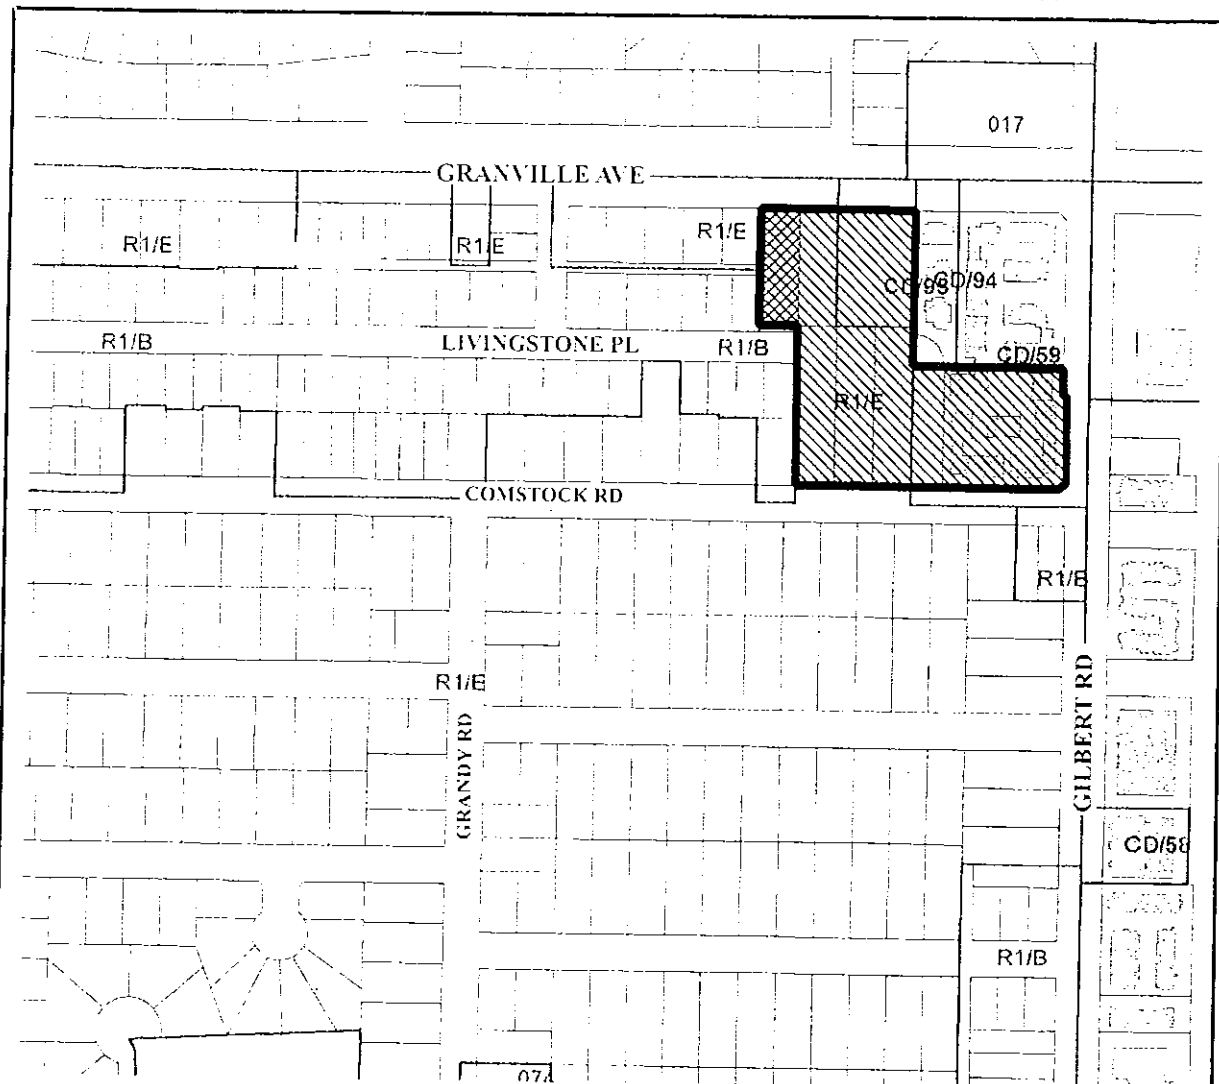 017
GRANVILLE AVE
R1/E
R1/E
R1/E
CD/94
R1/B
LIVINGSTONE PL
R1/B
CD/59
R1/E
COMSTOCK RD
R1/B
R1/E
GRANDY RD
GILBERT RD
CD/58
R1/B